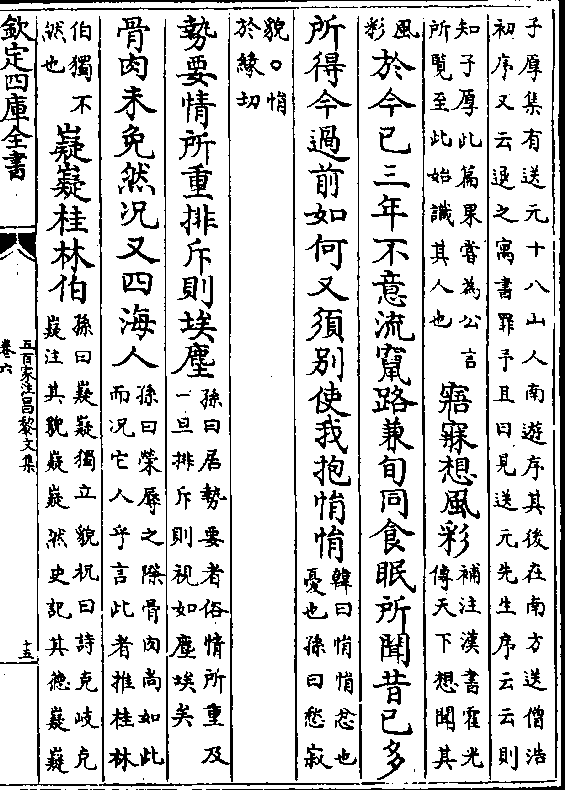 子厚集有送元十八山人南遊序其後在南方送僧浩
初序又云退之寓書罪予且曰見送元先生序云云則
知子厚此篇果嘗為公言
所覧至此始識其人也
寤寐想風彩
補注漢書霍光
傳天下想聞其
風
彩
於今已三年不意流竄路兼旬同食眠所聞昔已多
所得今過前如何又須别使我抱悄悄
韓曰悄悄忿也
憂也孫曰愁寂
貌○悄
於緣切
勢要情所重排斥則埃塵
孫曰居勢要者俗情所重及
一旦排斥則視如塵埃矣
骨肉未免然况又四海人
孫曰榮辱之際骨肉尚如此
而况它人乎言此者推桂林
伯獨不
然也
嶷嶷桂林伯
孫曰嶷嶷獨立貌祝曰詩克岐克
嶷注其貌嶷嶷然史記其德嶷嶷
欽定四庫全書
五百家注昌黎文集
卷六
十五